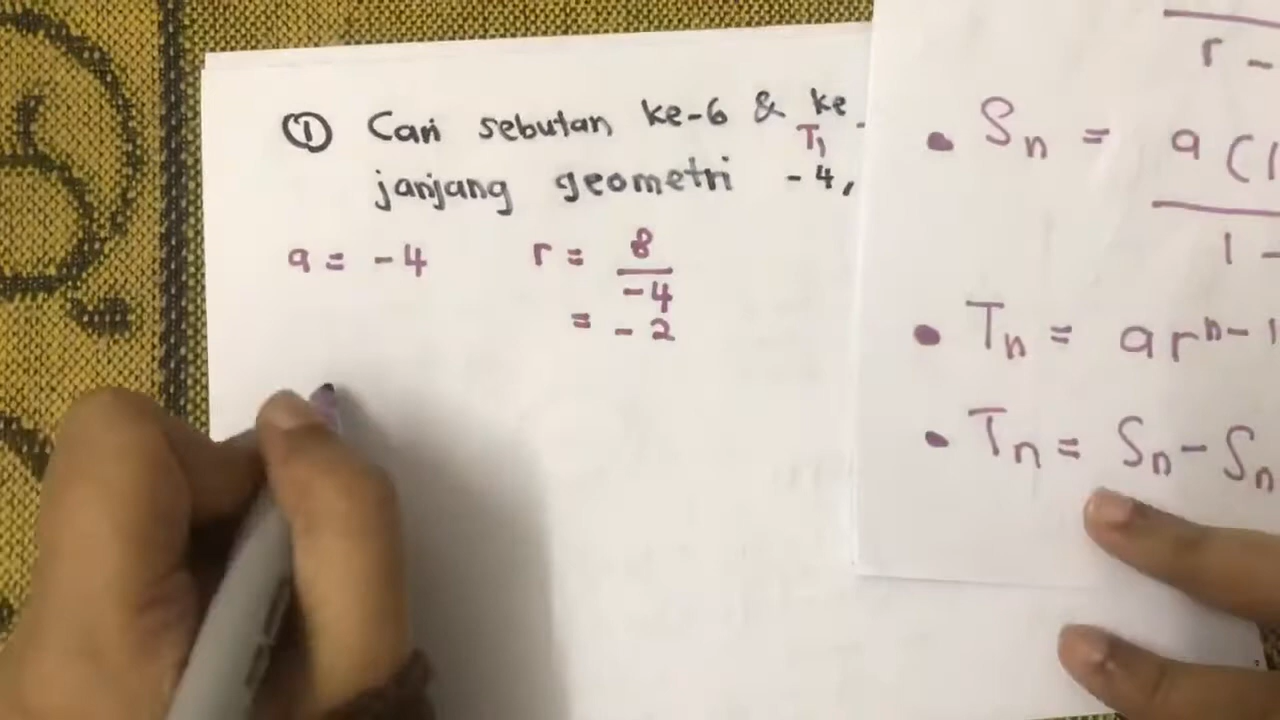 ① Cari sebutan ke-6 & ke
T₁
janjang geometri -4,
a = -4
r = 8/-4
= -2
r -
• Sn = a (1
1 -
• Tn = arⁿ⁻¹
• Tn = Sn - Sn